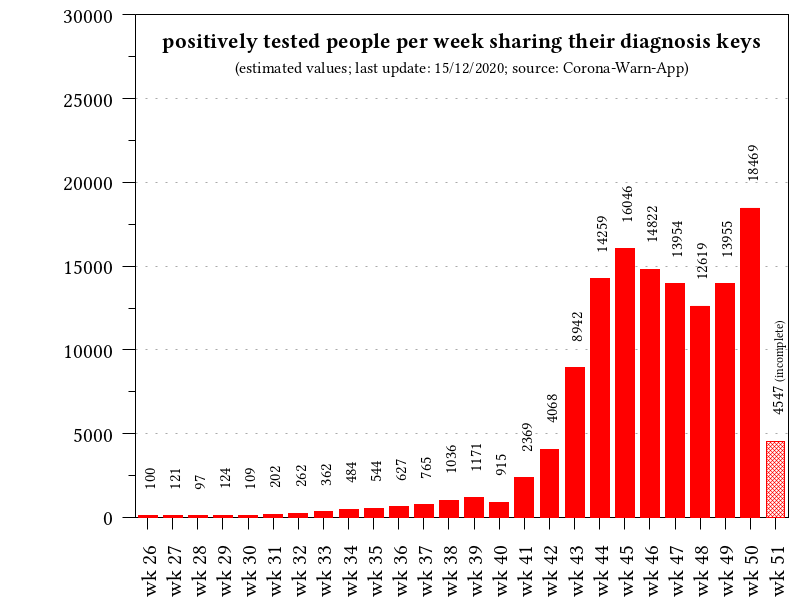 positively tested people per week sharing their diagnosis keys
(estimated values; last update: 15/12/2020; source: Corona-Warn-App)
30000
25000
20000
15000
10000
5000
0
100
121
97
124
109
202
262
362
484
544
627
765
1036
1171
915
2369
4068
8942
14259
16046
14822
13954
12619
13955
18469
4547 (incomplete)
wk 26
wk 27
wk 28
wk 29
wk 30
wk 31
wk 32
wk 33
wk 34
wk 35
wk 36
wk 37
wk 38
wk 39
wk 40
wk 41
wk 42
wk 43
wk 44
wk 45
wk 46
wk 47
wk 48
wk 49
wk 50
wk 51